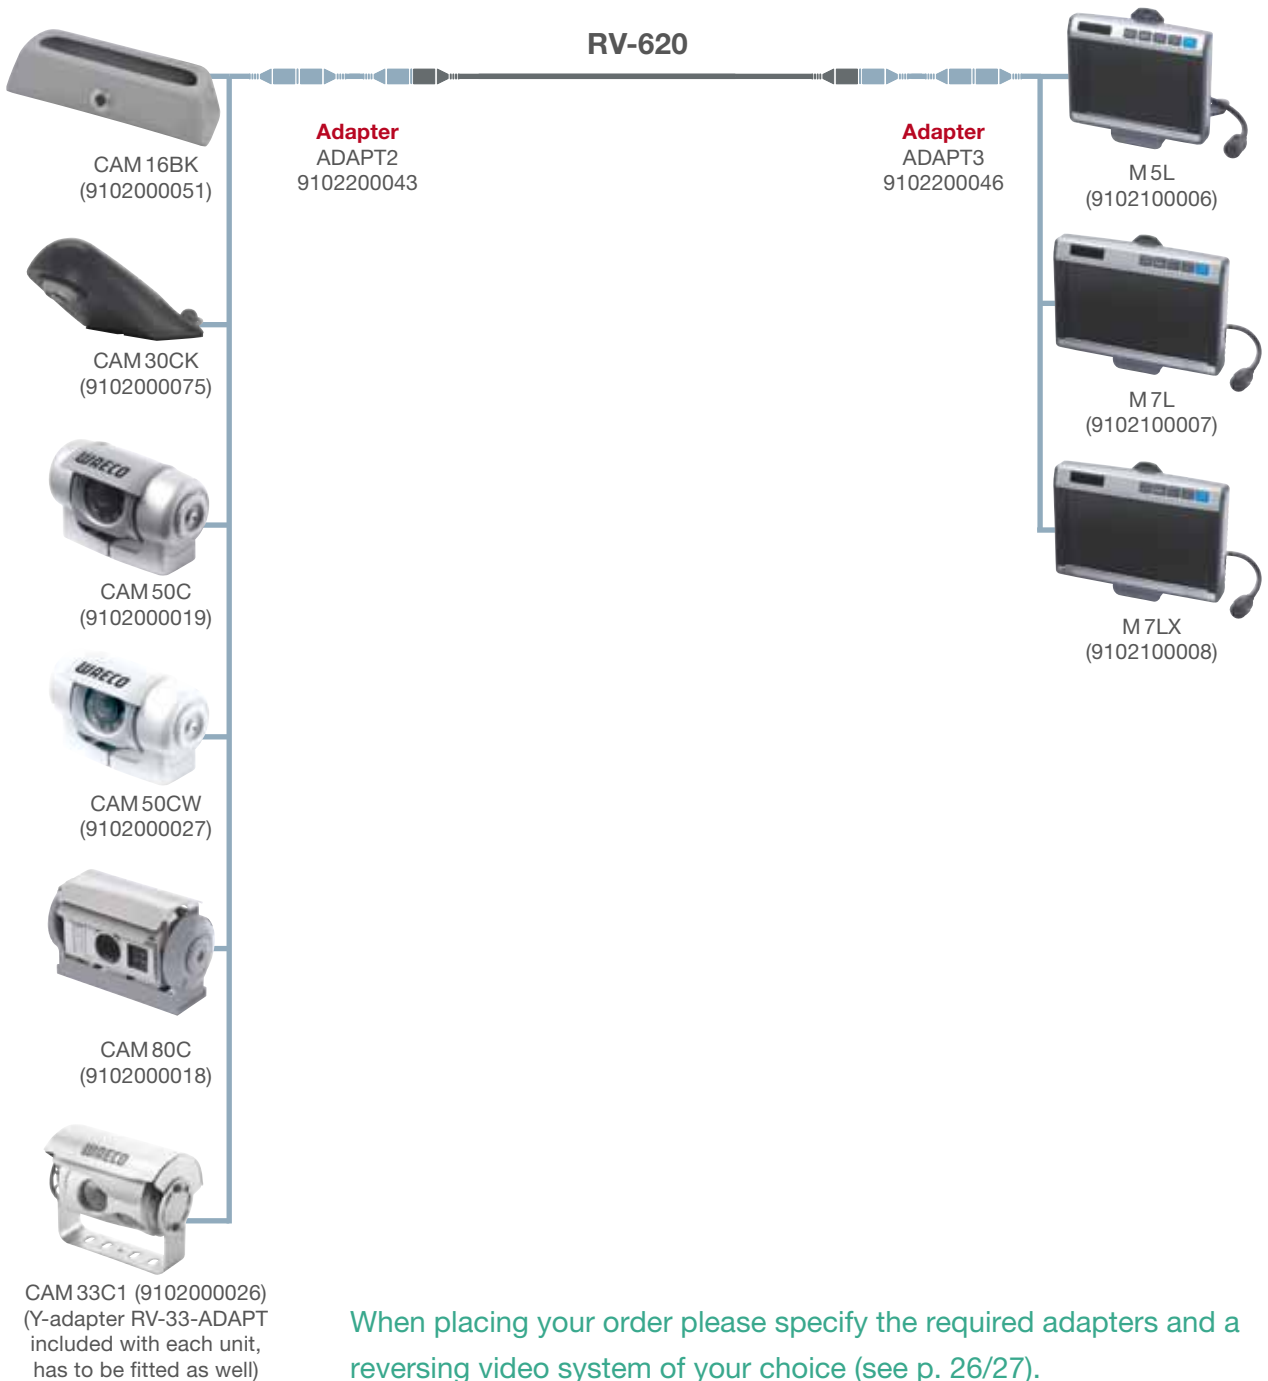 RV-620
Adapter
ADAPT2
9102200043
Adapter
ADAPT3
9102200046
CAM 16BK
(9102000051)
CAM 30CK
(9102000075)
WAECO
CAM 50C
(9102000019)
WAECO
CAM 50CW
(9102000027)
CAM 80C
(9102000018)
WAECO
CAM 33C1 (9102000026)
(Y-adapter RV-33-ADAPT
included with each unit,
has to be fitted as well)
M 5L
(9102100006)
M 7L
(9102100007)
M 7LX
(9102100008)
When placing your order please specify the required adapters and a
reversing video system of your choice (see p. 26/27).